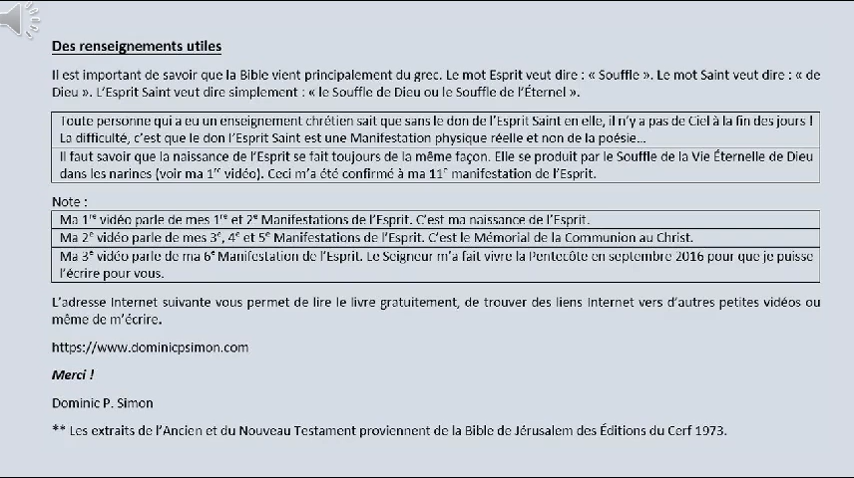 Des renseignements utiles
Il est important de savoir que la Bible vient principalement du grec. Le mot Esprit veut dire : « Souffle ». Le mot Saint veut dire : « de
Dieu ». L’Esprit Saint veut dire simplement : « le Souffle de Dieu ou le Souffle de l’Éternel ».
Toute personne qui a eu un enseignement chrétien sait que sans le don de l’Esprit Saint en elle, il n’y a pas de Ciel à la fin des jours !
La difficulté, c’est que le don l’Esprit Saint est une Manifestation physique réelle et non de la poésie...
Il faut savoir que la naissance de l’Esprit se fait toujours de la même façon. Elle se produit par le Souffle de la Vie Éternelle de Dieu
dans les narines (voir ma 1re vidéo). Ceci m’a été confirmé à ma 11e manifestation de l’Esprit.
Note :
Ma 1re vidéo parle de mes 1re et 2e Manifestations de l’Esprit. C’est ma naissance de l’Esprit.
Ma 2e vidéo parle de mes 3e, 4e et 5e Manifestations de l’Esprit. C’est le Mémorial de la Communion au Christ.
Ma 3e vidéo parle de ma 6e Manifestation de l’Esprit. Le Seigneur m’a fait vivre la Pentecôte en septembre 2016 pour que je puisse
l’écrire pour vous.
L’adresse Internet suivante vous permet de lire le livre gratuitement, de trouver des liens Internet vers d’autres petites vidéos ou
même de m’écrire.
https://www.dominicpsimon.com
Merci !
Dominic P. Simon
** Les extraits de l’Ancien et du Nouveau Testament proviennent de la Bible de Jérusalem des Éditions du Cerf 1973.